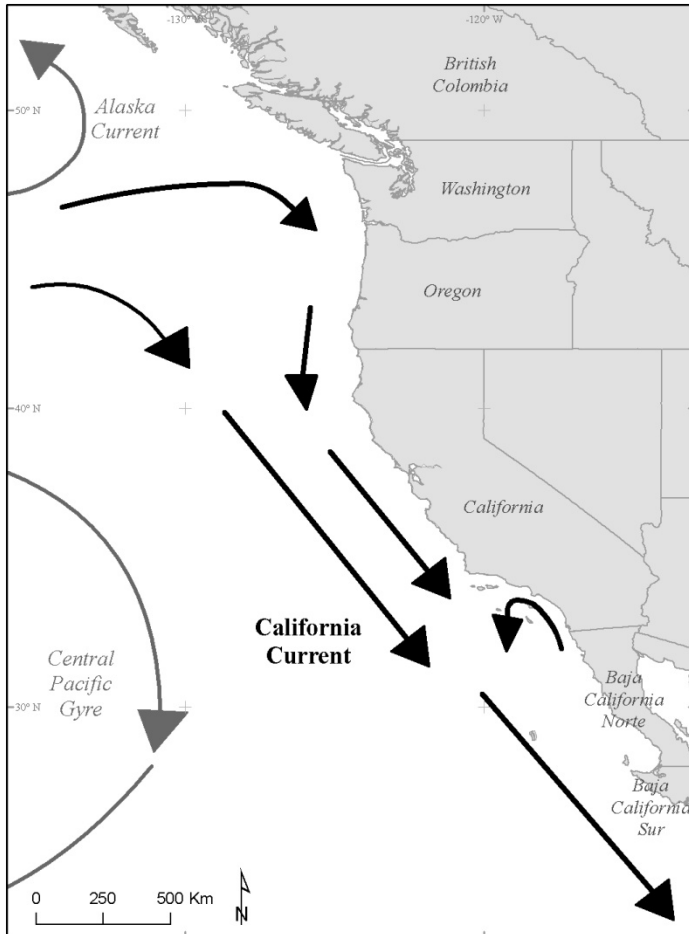 -130° W
-120° W
British
Colombia
50° N
Alaska
Current
Washington
Oregon
40° N
California
California
Current
Central
Pacific
Gyre
30° N
Baja
California
Norte
Baja
California
Sur
0 250 500 Km
N